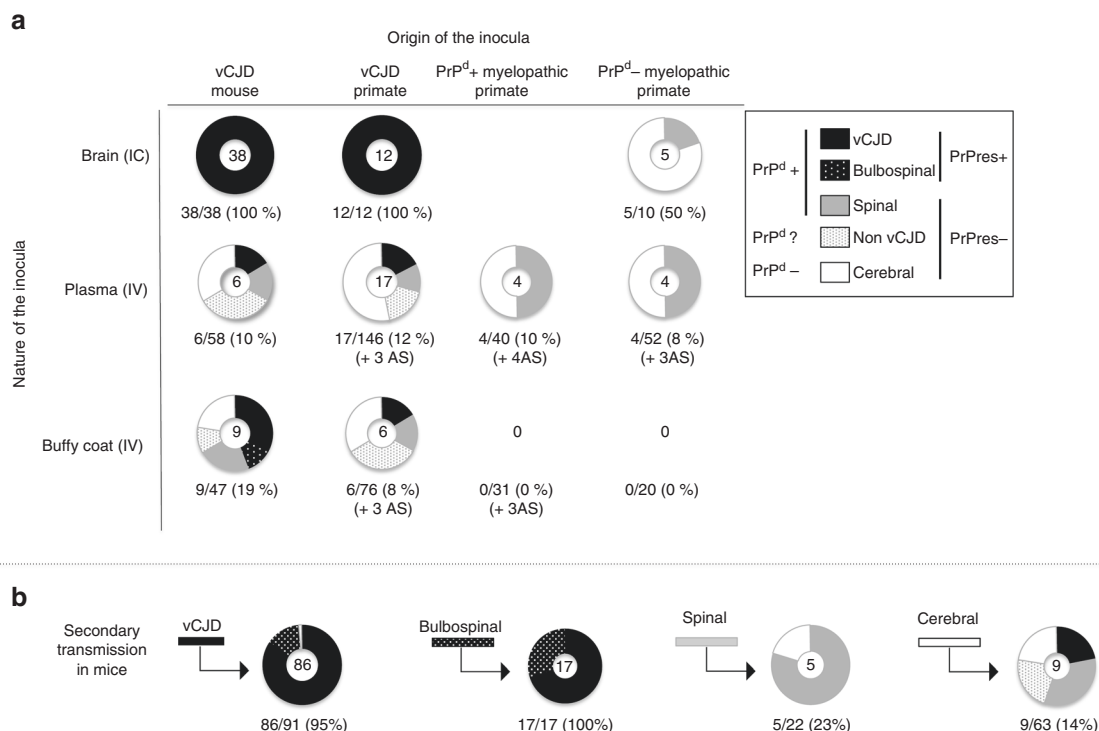 a
Origin of the inocula
vCJD mouse
vCJD primate
PrPd+ myelopathic primate
PrPd– myelopathic primate
Nature of the inocula
Brain (IC)
38
12
5
38/38 (100 %)
12/12 (100 %)
5/10 (50 %)
Plasma (IV)
6
17
4
4
6/58 (10 %)
17/146 (12 %)
(+ 3 AS)
4/40 (10 %)
(+ 4AS)
4/52 (8 %)
(+ 3AS)
Buffy coat (IV)
9
6
0
0
9/47 (19 %)
6/76 (8 %)
(+ 3 AS)
0/31 (0 %)
(+ 3AS)
0/20 (0 %)
PrPd +
vCJD
Bulbospinal
PrPres+
Spinal
PrPd ?
Non vCJD
PrPres–
PrPd –
Cerebral
b
Secondary
transmission
in mice
vCJD
86
86/91 (95%)
Bulbospinal
17
17/17 (100%)
Spinal
5
5/22 (23%)
Cerebral
9
9/63 (14%)